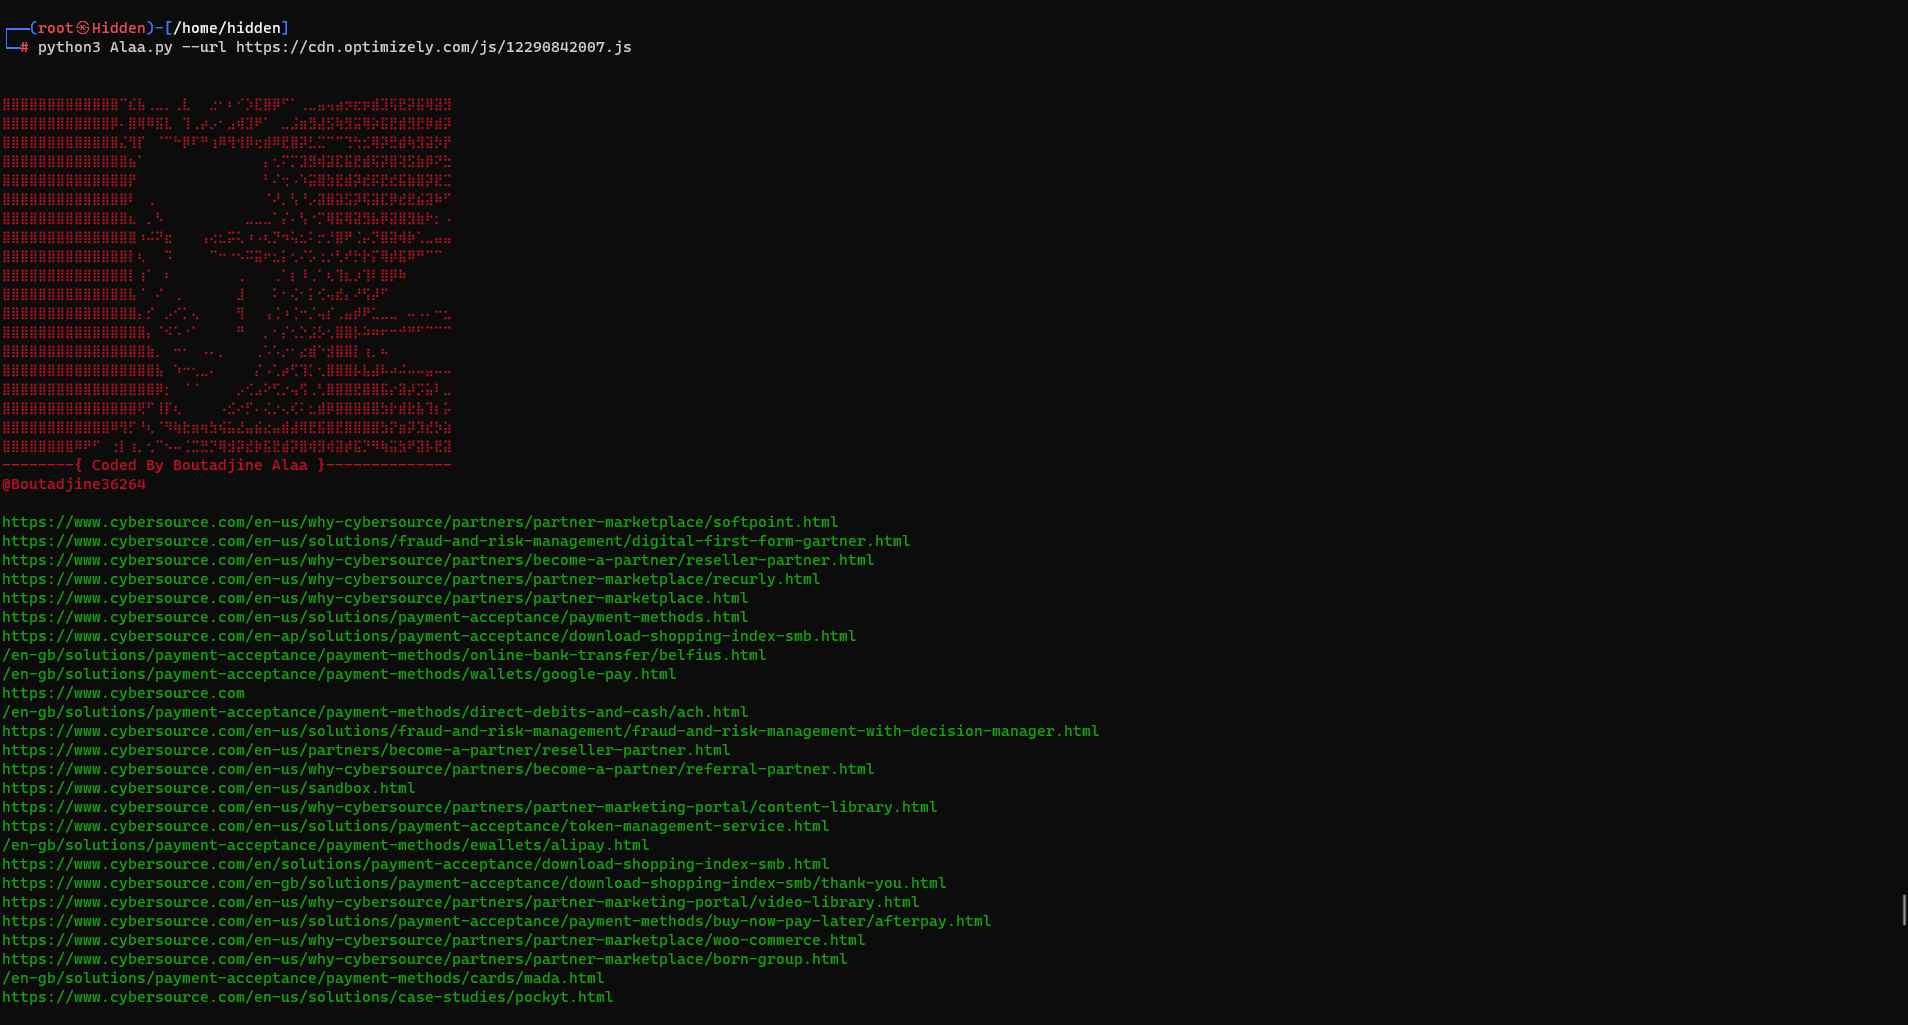 (root㉿Hidden)-[/home/hidden]
# python3 Alaa.py --url https://cdn.optimizely.com/js/12290842007.js
--------{ Coded By Boutadjine Alaa }--------------
@Boutadjine36264
https://www.cybersource.com/en-us/why-cybersource/partners/partner-marketplace/softpoint.html
https://www.cybersource.com/en-us/solutions/fraud-and-risk-management/digital-first-form-gartner.html
https://www.cybersource.com/en-us/why-cybersource/partners/become-a-partner/reseller-partner.html
https://www.cybersource.com/en-us/why-cybersource/partners/partner-marketplace/recurly.html
https://www.cybersource.com/en-us/why-cybersource/partners/partner-marketplace.html
https://www.cybersource.com/en-us/solutions/payment-acceptance/payment-methods.html
https://www.cybersource.com/en-ap/solutions/payment-acceptance/download-shopping-index-smb.html
/en-gb/solutions/payment-acceptance/payment-methods/online-bank-transfer/belfius.html
/en-gb/solutions/payment-acceptance/payment-methods/wallets/google-pay.html
https://www.cybersource.com
/en-gb/solutions/payment-acceptance/payment-methods/direct-debits-and-cash/ach.html
https://www.cybersource.com/en-us/solutions/fraud-and-risk-management/fraud-and-risk-management-with-decision-manager.html
https://www.cybersource.com/en-us/partners/become-a-partner/reseller-partner.html
https://www.cybersource.com/en-us/why-cybersource/partners/become-a-partner/referral-partner.html
https://www.cybersource.com/en-us/sandbox.html
https://www.cybersource.com/en-us/why-cybersource/partners/partner-marketing-portal/content-library.html
https://www.cybersource.com/en-us/solutions/payment-acceptance/token-management-service.html
/en-gb/solutions/payment-acceptance/payment-methods/ewallets/alipay.html
https://www.cybersource.com/en/solutions/payment-acceptance/download-shopping-index-smb.html
https://www.cybersource.com/en-gb/solutions/payment-acceptance/download-shopping-index-smb/thank-you.html
https://www.cybersource.com/en-us/why-cybersource/partners/partner-marketing-portal/video-library.html
https://www.cybersource.com/en-us/solutions/payment-acceptance/payment-methods/buy-now-pay-later/afterpay.html
https://www.cybersource.com/en-us/why-cybersource/partners/partner-marketplace/woo-commerce.html
https://www.cybersource.com/en-us/why-cybersource/partners/partner-marketplace/born-group.html
/en-gb/solutions/payment-acceptance/payment-methods/cards/mada.html
https://www.cybersource.com/en-us/solutions/case-studies/pockyt.html